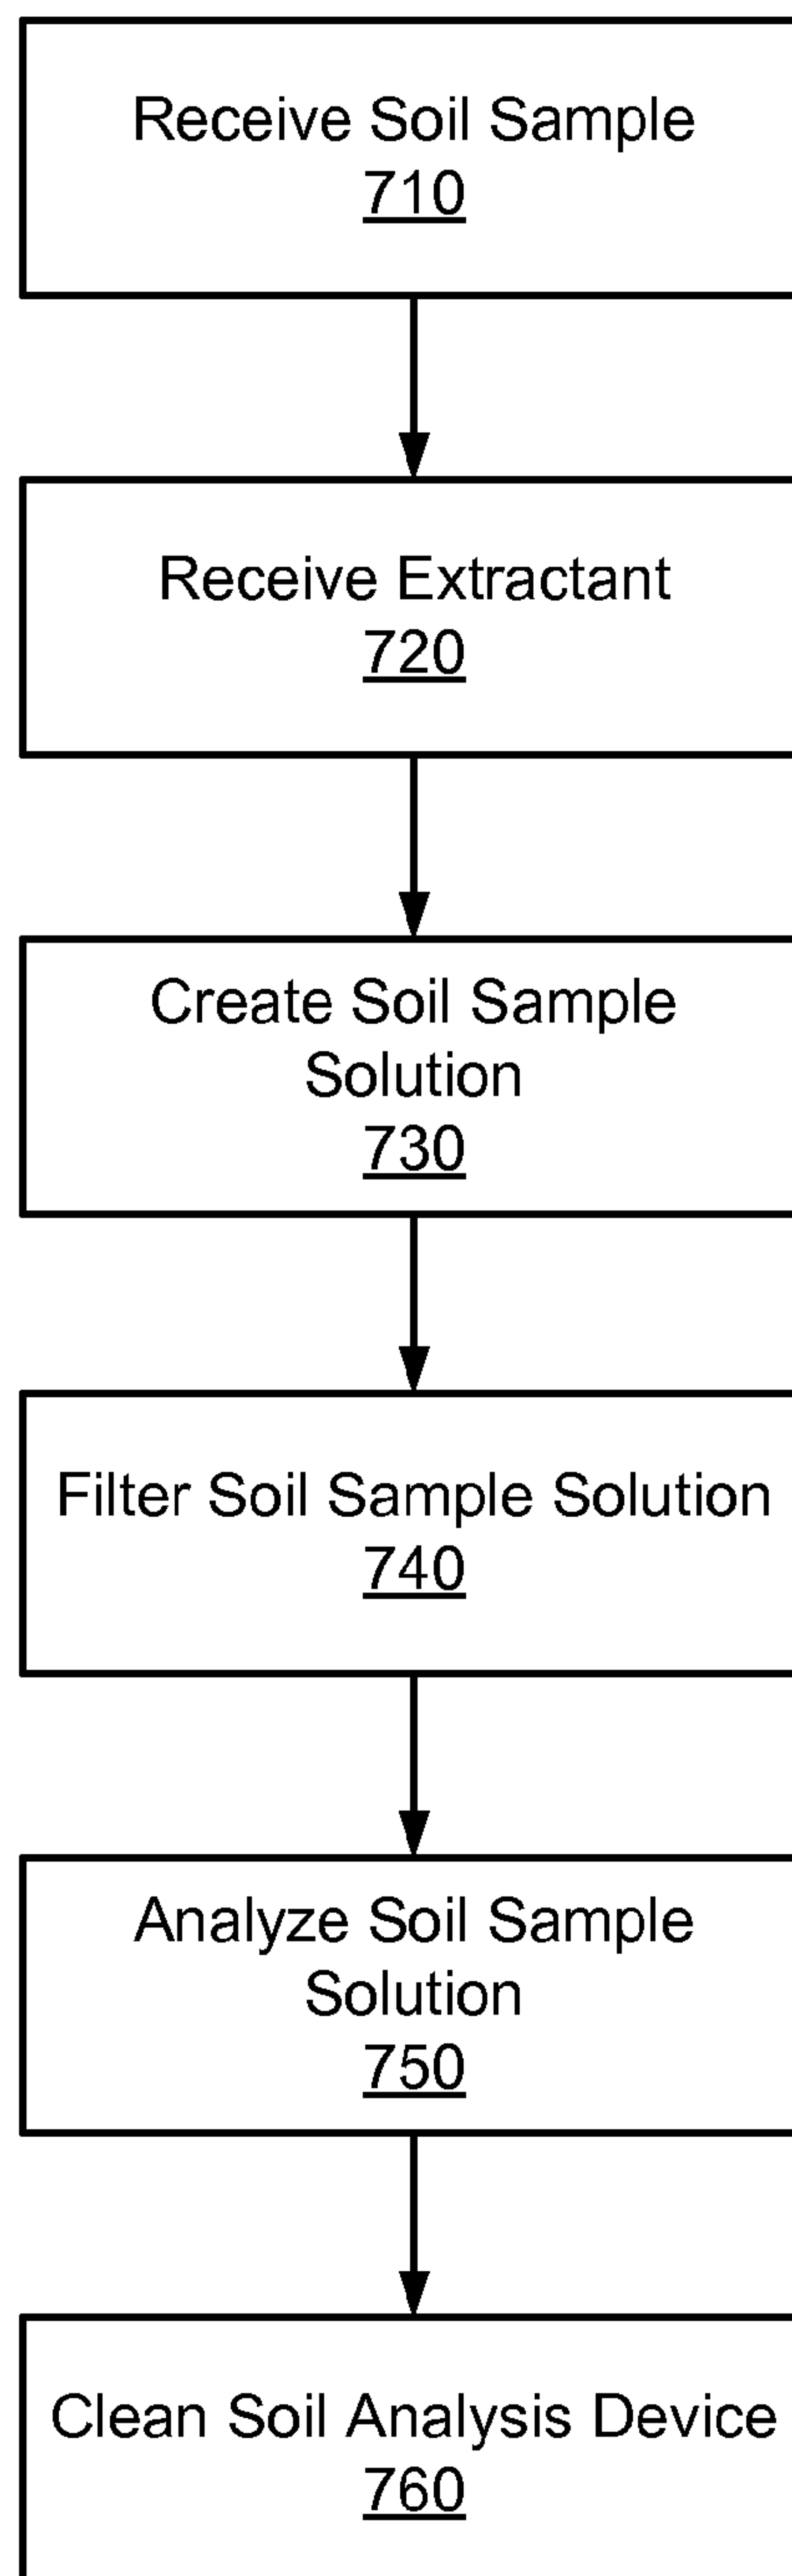 Receive Soil Sample
710
Receive Extractant
720
Create Soil Sample
Solution
730
Filter Soil Sample Solution
740
Analyze Soil Sample
Solution
750
Clean Soil Analysis Device
760